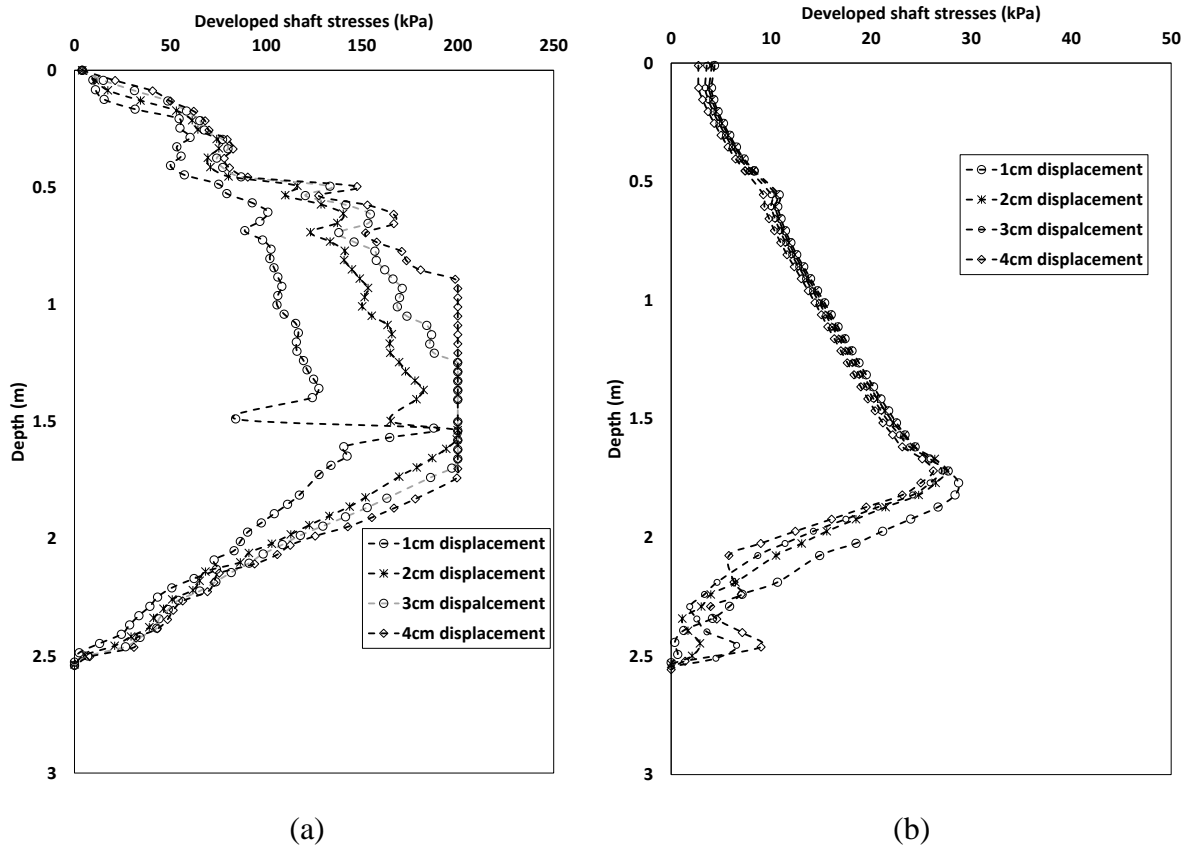 Developed shaft stresses (kPa)
0 50 100 150 200 250
0
0.5
1
1.5
2
2.5
3
Depth (m)
1cm displacement
2cm displacement
3cm dispalcement
4cm displacement
(a)
Developed shaft stresses (kPa)
0 10 20 30 40 50
0
0.5
1
1.5
2
2.5
3
Depth (m)
1cm displacement
2cm displacement
3cm dispalcement
4cm displacement
(b)